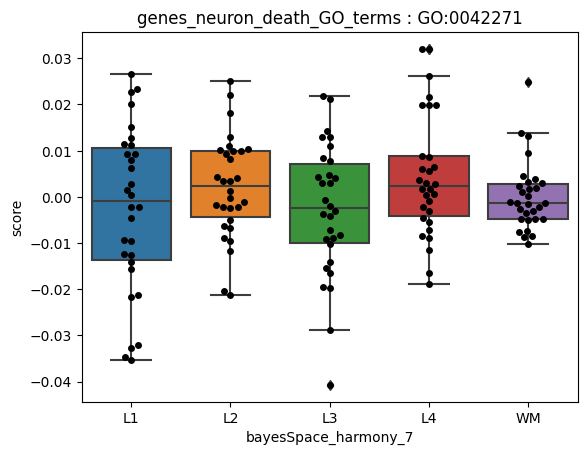 genes_neuron_death_GO_terms : GO:0042271
score
0.03
0.02
0.01
0.00
−0.01
−0.02
−0.03
−0.04
L1 L2 L3 L4 WM
bayesSpace_harmony_7